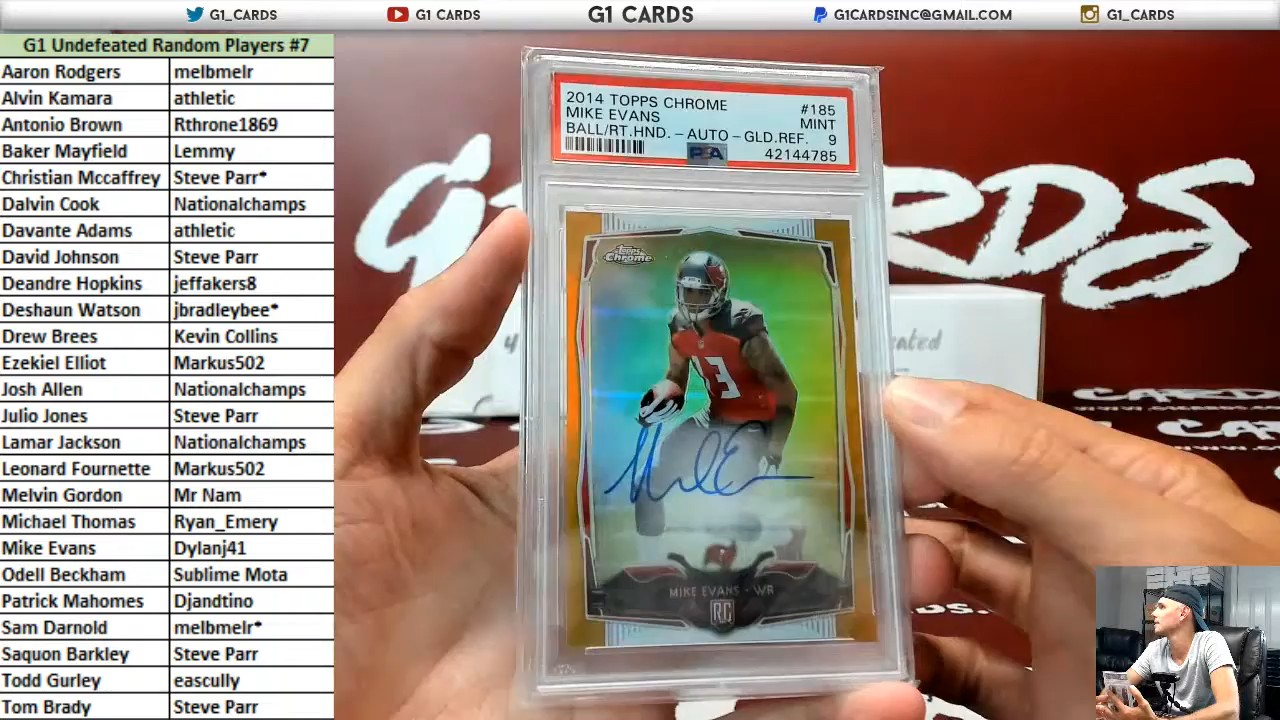 G1_CARDS
G1 CARDS
G1 CARDS
G1CARDSINC@GMAIL.COM
G1_CARDS
G1 Undefeated Random Players #7
Aaron Rodgers melbmelr
Alvin Kamara athletic
Antonio Brown Rthrone1869
Baker Mayfield Lemmy
Christian Mccaffrey Steve Parr*
Dalvin Cook Nationalchamps
Davante Adams athletic
David Johnson Steve Parr
Deandre Hopkins jeffakers8
Deshaun Watson jbradleybee*
Drew Brees Kevin Collins
Ezekiel Elliot Markus502
Josh Allen Nationalchamps
Julio Jones Steve Parr
Lamar Jackson Nationalchamps
Leonard Fournette Markus502
Melvin Gordon Mr Nam
Michael Thomas Ryan_Emery
Mike Evans Dylanj41
Odell Beckham Sublime Mota
Patrick Mahomes Djandtino
Sam Darnold melbmelr*
Saquon Barkley Steve Parr
Todd Gurley eascully
Tom Brady Steve Parr
2014 TOPPS CHROME #185
MIKE EVANS MINT
BALL/RT.HND. - AUTO - GLD.REF. 9
PSA 42144785
Topps
Chrome
13
MIKE EVANS • WR
RC